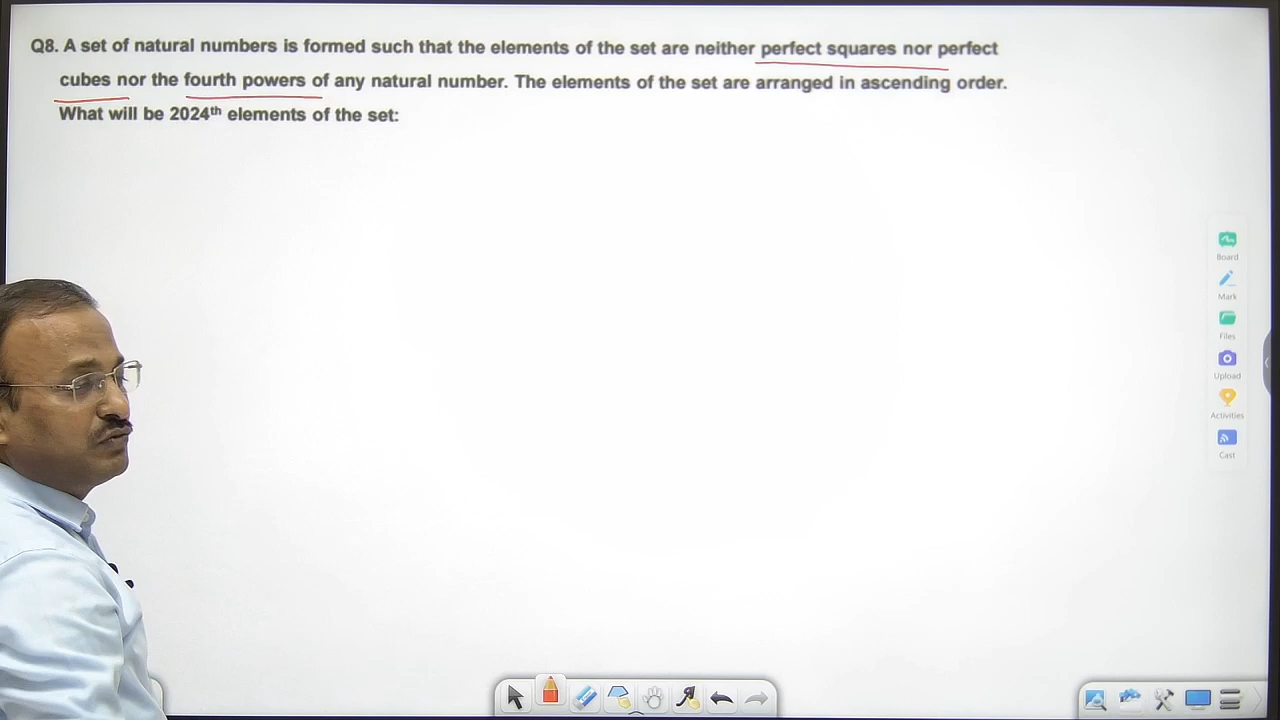 Q8. A set of natural numbers is formed such that the elements of the set are neither perfect squares nor perfect
cubes nor the fourth powers of any natural number. The elements of the set are arranged in ascending order.
What will be 2024th elements of the set:
Board
Mark
Files
Upload
Activities
Cast